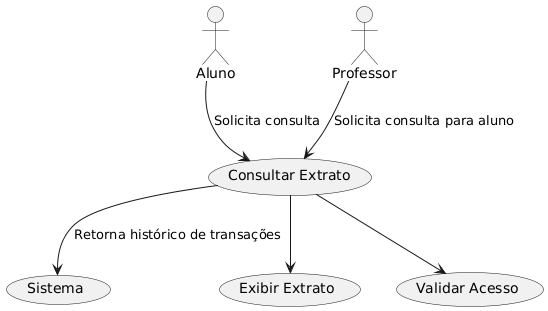 Aluno
Professor
Solicita consulta
Solicita consulta para aluno
Consultar Extrato
Retorna histórico de transações
Sistema
Exibir Extrato
Validar Acesso